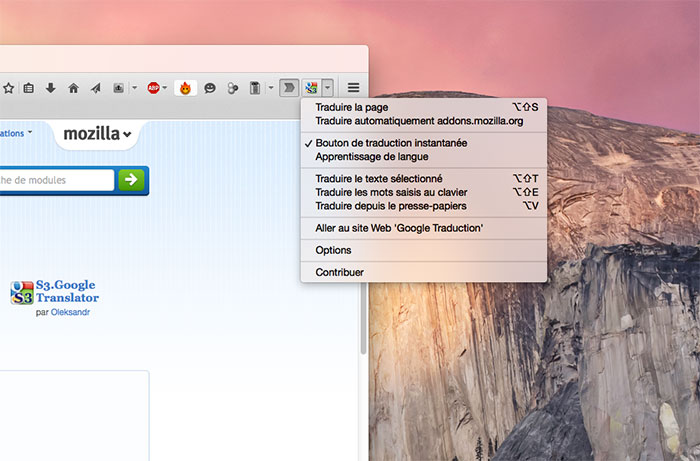 ABP
Traduire la page ⌥⇧S
Traduire automatiquement addons.mozilla.org
✓ Bouton de traduction instantanée
Apprentissage de langue
Traduire le texte sélectionné ⌥⇧T
Traduire les mots saisis au clavier ⌥⇧E
Traduire depuis le presse-papiers ⌥V
Aller au site Web 'Google Traduction'
Options
Contribuer
ations
mozilla
he de modules
S3
S3.Google
Translator
par Oleksandr